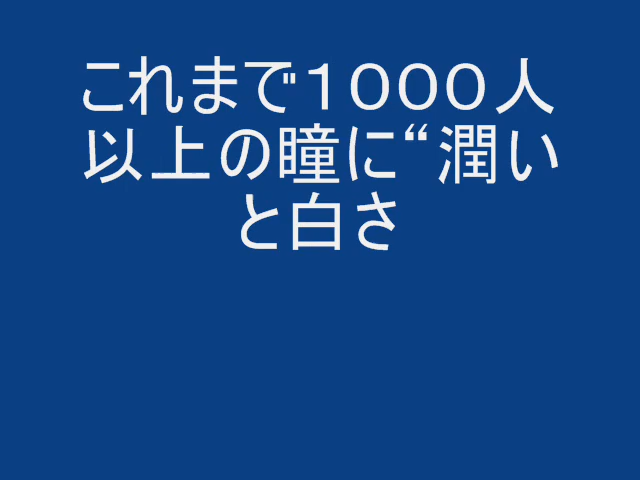 これまで１０００人
以上の瞳に“潤い
と白さ